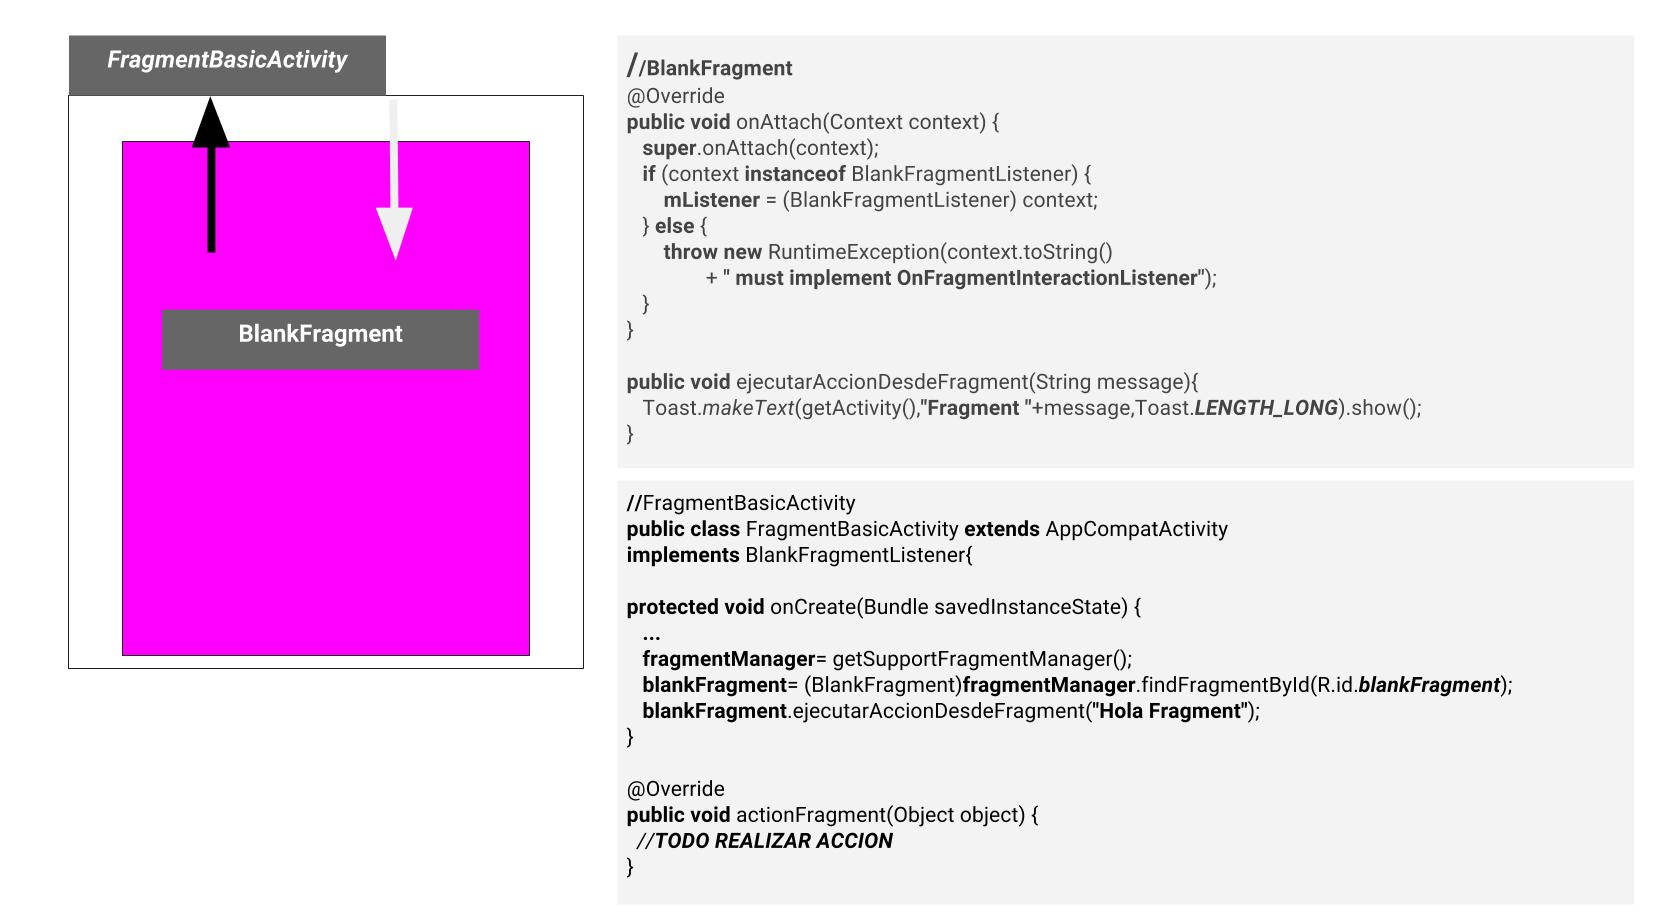 FragmentBasicActivity
BlankFragment
//BlankFragment
@Override
public void onAttach(Context context) {
super.onAttach(context);
if (context instanceof BlankFragmentListener) {
mListener = (BlankFragmentListener) context;
} else {
throw new RuntimeException(context.toString()
+ " must implement OnFragmentInteractionListener");
}
}
public void ejecutarAccionDesdeFragment(String message){
Toast.makeText(getActivity(),"Fragment "+message,Toast.LENGTH_LONG).show();
}
//FragmentBasicActivity
public class FragmentBasicActivity extends AppCompatActivity
implements BlankFragmentListener{
protected void onCreate(Bundle savedInstanceState) {
...
fragmentManager= getSupportFragmentManager();
blankFragment= (BlankFragment)fragmentManager.findFragmentById(R.id.blankFragment);
blankFragment.ejecutarAccionDesdeFragment("Hola Fragment");
}
@Override
public void actionFragment(Object object) {
//TODO REALIZAR ACCION
}